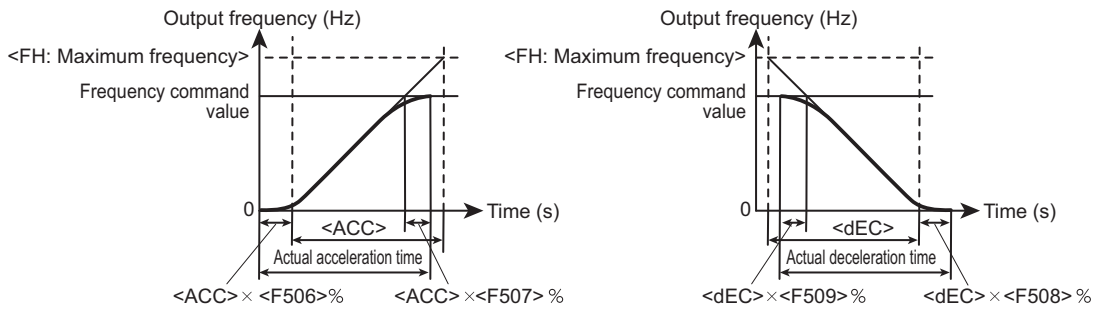 Output frequency (Hz)
<FH: Maximum frequency>
Frequency command
value
0
Time (s)
<ACC>
Actual acceleration time
<ACC> × <F506> %
<ACC> ×<F507> %
Output frequency (Hz)
<FH: Maximum frequency>
Frequency command
value
0
Time (s)
<dEC>
Actual deceleration time
<dEC> × <F509> %
<dEC> × <F508> %